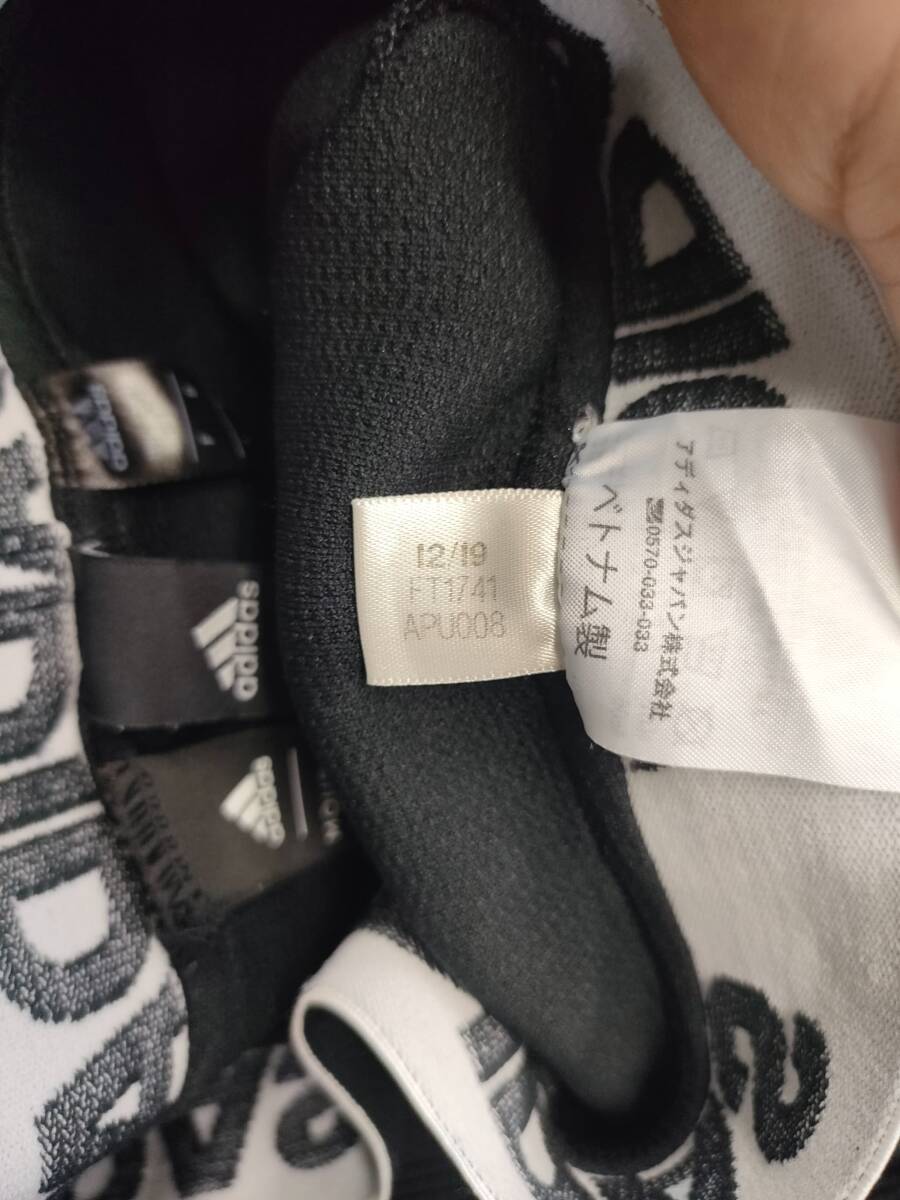 12/19
FT1741
APU008
ベトナム製
アディダスジャパン株式会社
0570-033-033
adidas
adidas
adidas